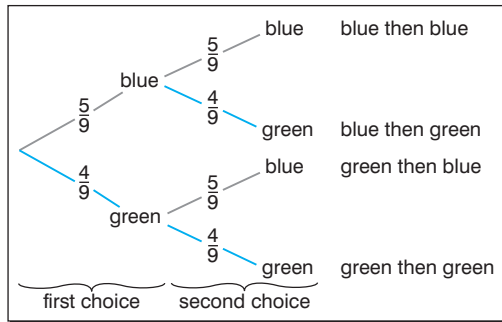 blue blue then blue
5/9
blue
5/9 4/9
green blue then green
blue green then blue
4/9 5/9
green
4/9
green green then green
first choice second choice